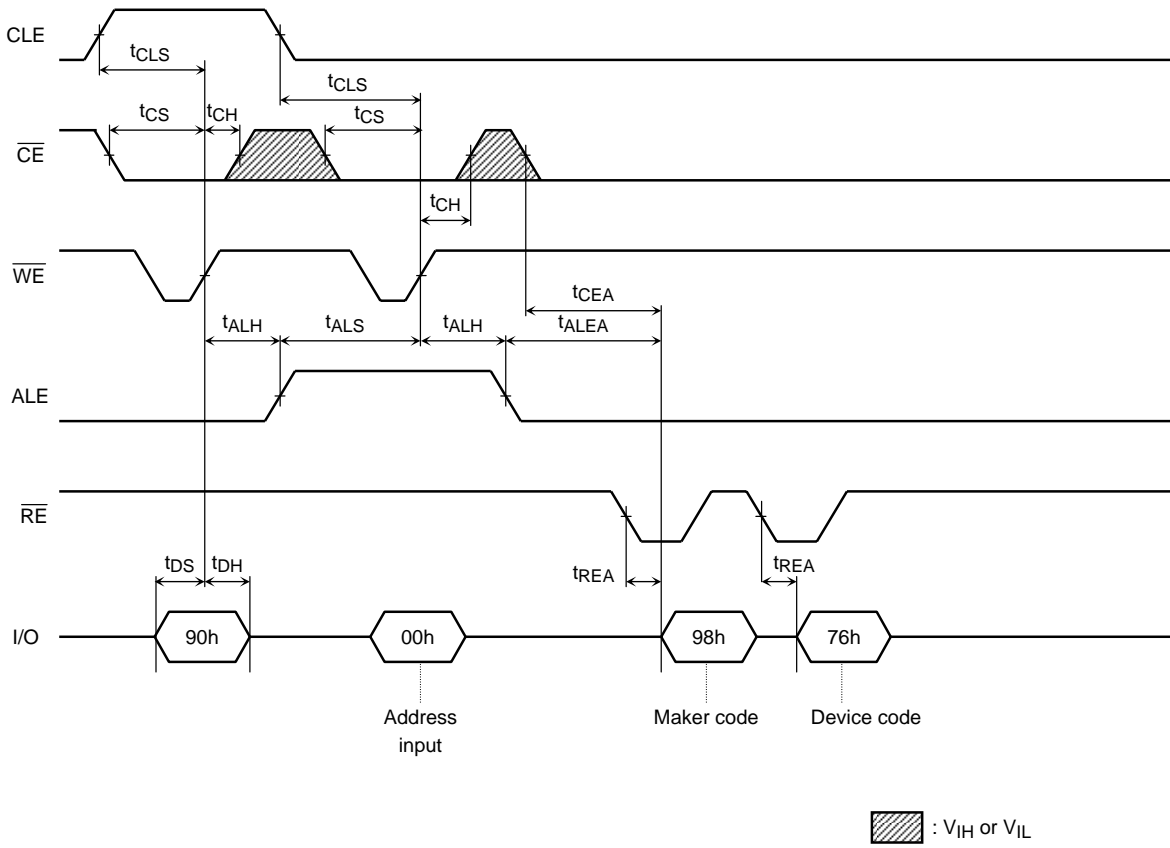 CLE
tCLS
tCLS
tCS
tCH
tCS
CE
tCH
WE
tCEA
tALH
tALS
tALH
tALEA
ALE
RE
tDS
tDH
tREA
tREA
I/O
90h
00h
98h
76h
Address
input
Maker code
Device code
: VIH or VIL